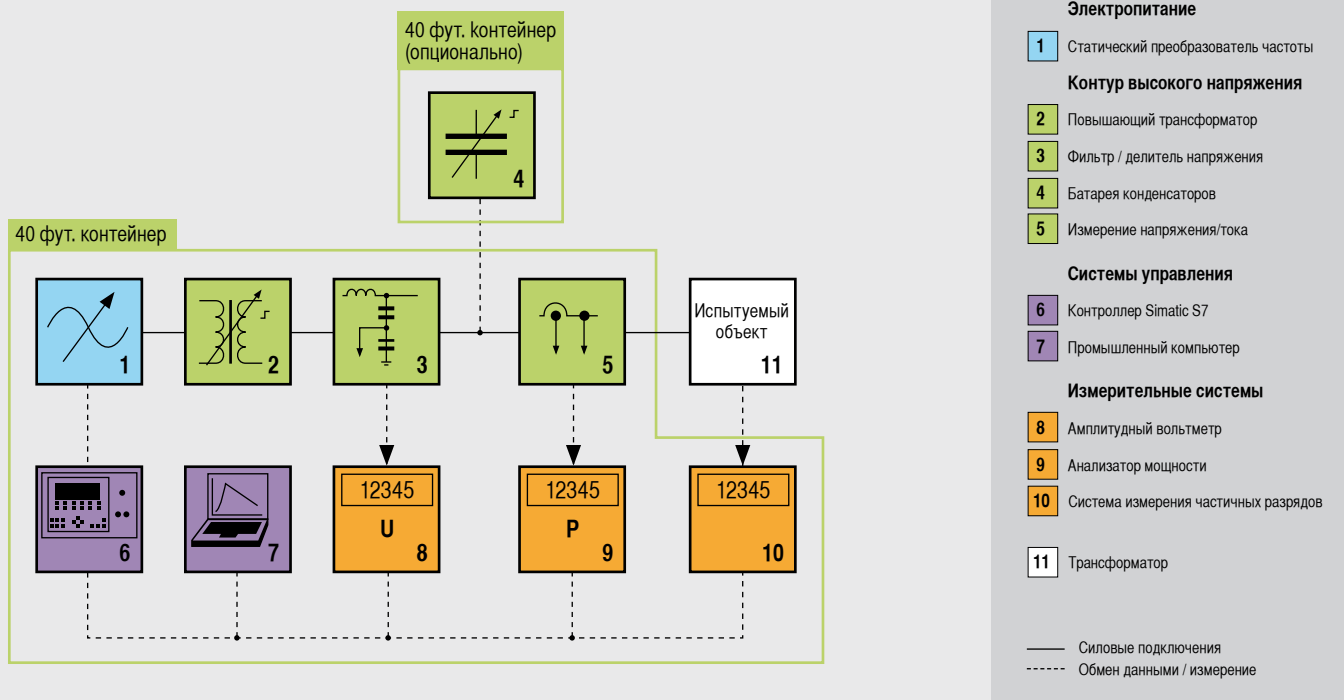 40 фут. контейнер
(опционально)
4
40 фут. контейнер
1
2
3
5
Испытуемый
объект
11
6
7
12345
U
8
12345
P
9
12345
10
Электропитание
1 Статический преобразователь частоты
Контур высокого напряжения
2 Повышающий трансформатор
3 Фильтр / делитель напряжения
4 Батарея конденсаторов
5 Измерение напряжения/тока
Системы управления
6 Контроллер Simatic S7
7 Промышленный компьютер
Измерительные системы
8 Амплитудный вольтметр
9 Анализатор мощности
10 Система измерения частичных разрядов
11 Трансформатор
Силовые подключения
Обмен данными / измерение